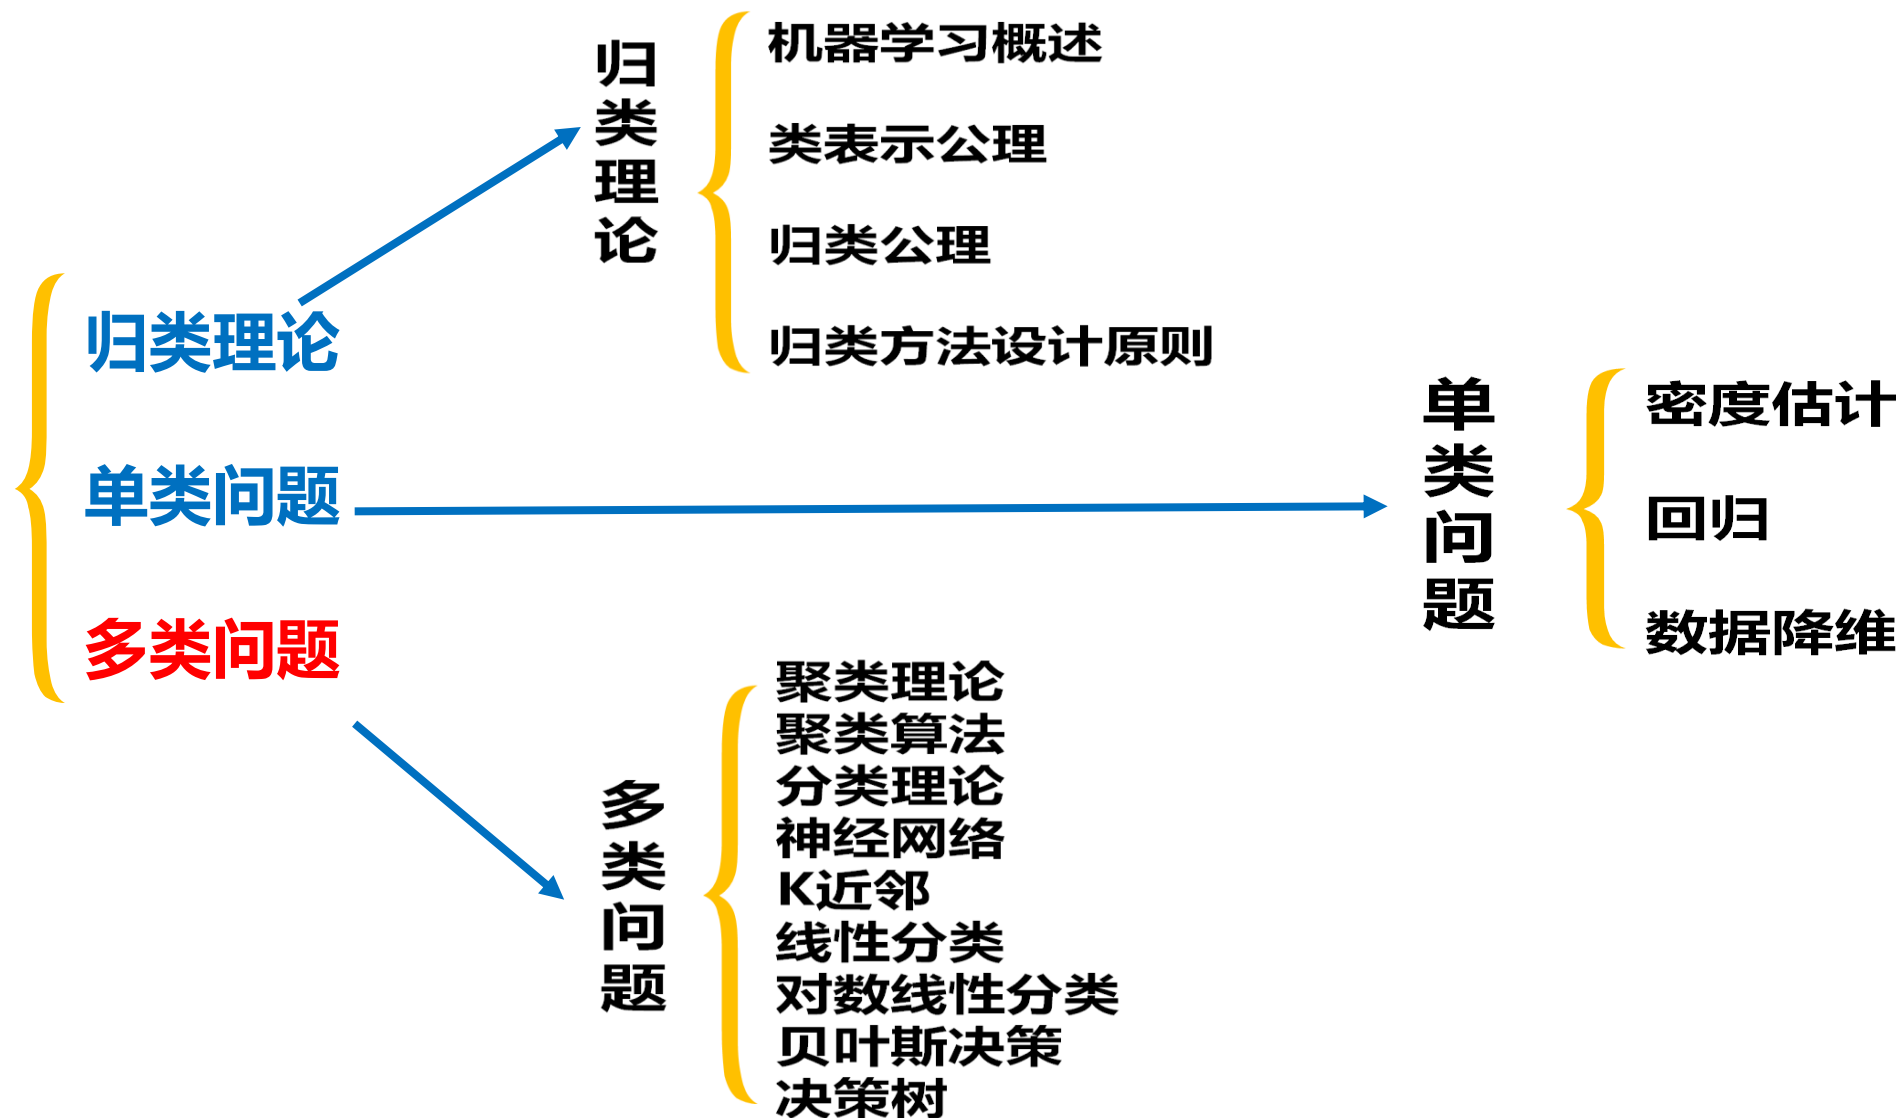 归类理论
单类问题
多类问题
归类理论
机器学习概述
类表示公理
归类公理
归类方法设计原则
单类问题
密度估计
回归
数据降维
多类问题
聚类理论
聚类算法
分类理论
神经网络
K近邻
线性分类
对数线性分类
贝叶斯决策
决策树